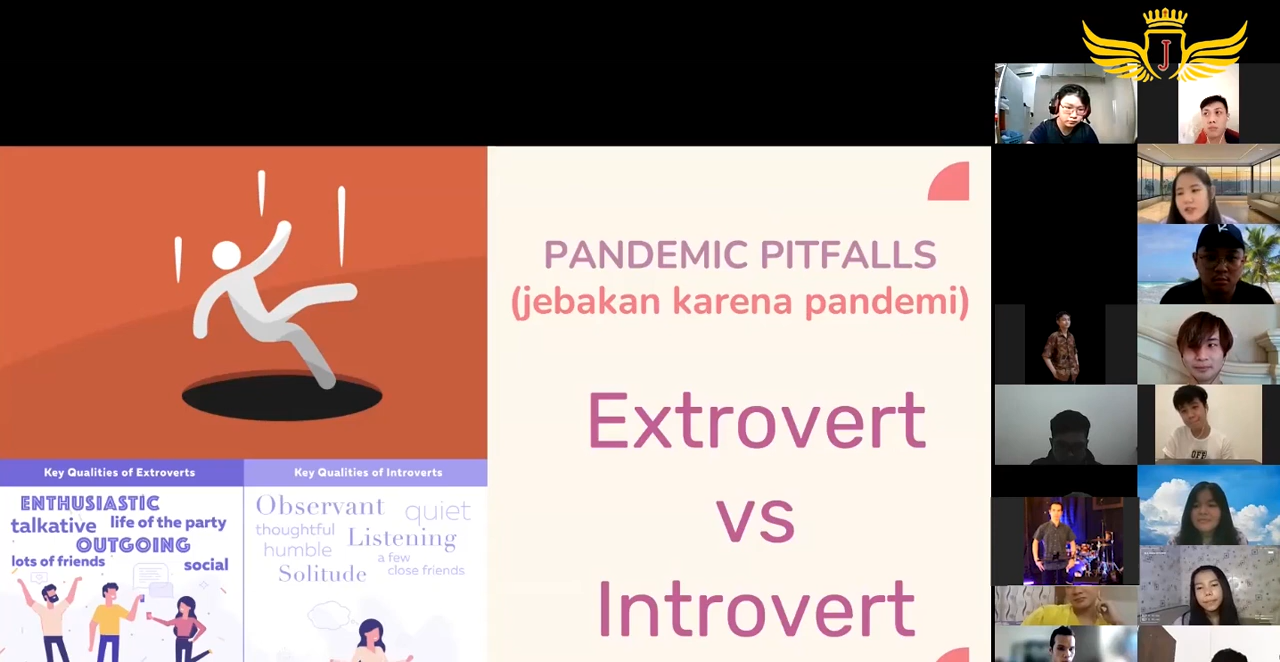 J
PANDEMIC PITFALLS
(jebakan karena pandemi)
Extrovert
vs
Introvert
Key Qualities of Extroverts
ENTHUSIASTIC
talkative life of the party
OUTGOING
lots of friends
social
Key Qualities of Introverts
Observant quiet
thoughtful Listening
humble
a few
close friends
Solitude
OFF